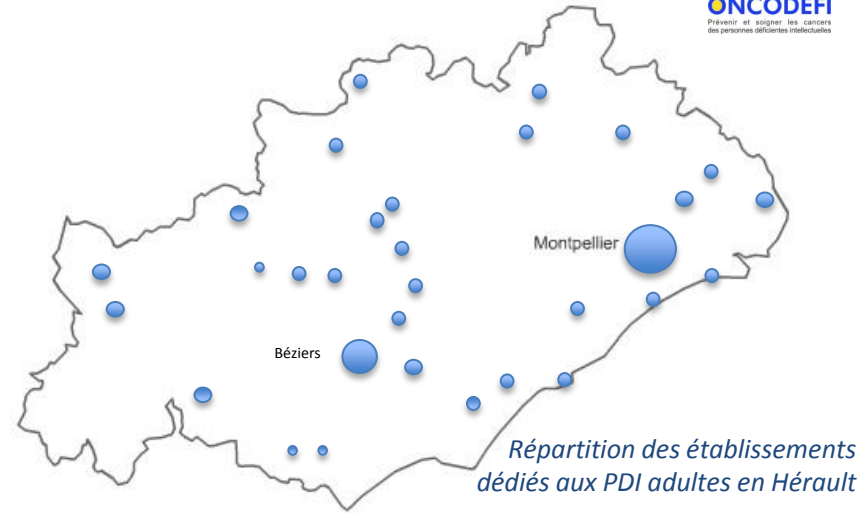 ONCODEFI
Prévenir et soigner les cancers
des personnes déficientes intellectuelles
Montpellier
Béziers
Répartition des établissements
dédiés aux PDI adultes en Hérault